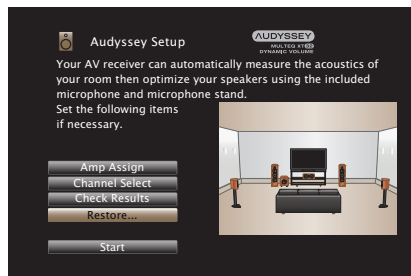 Audyssey Setup
AUDYSSEY
MULTEQ XT32
DYNAMIC VOLUME
Your AV receiver can automatically measure the acoustics of
your room then optimize your speakers using the included
microphone and microphone stand.
Set the following items
if necessary.
Amp Assign
Channel Select
Check Results
Restore...
Start